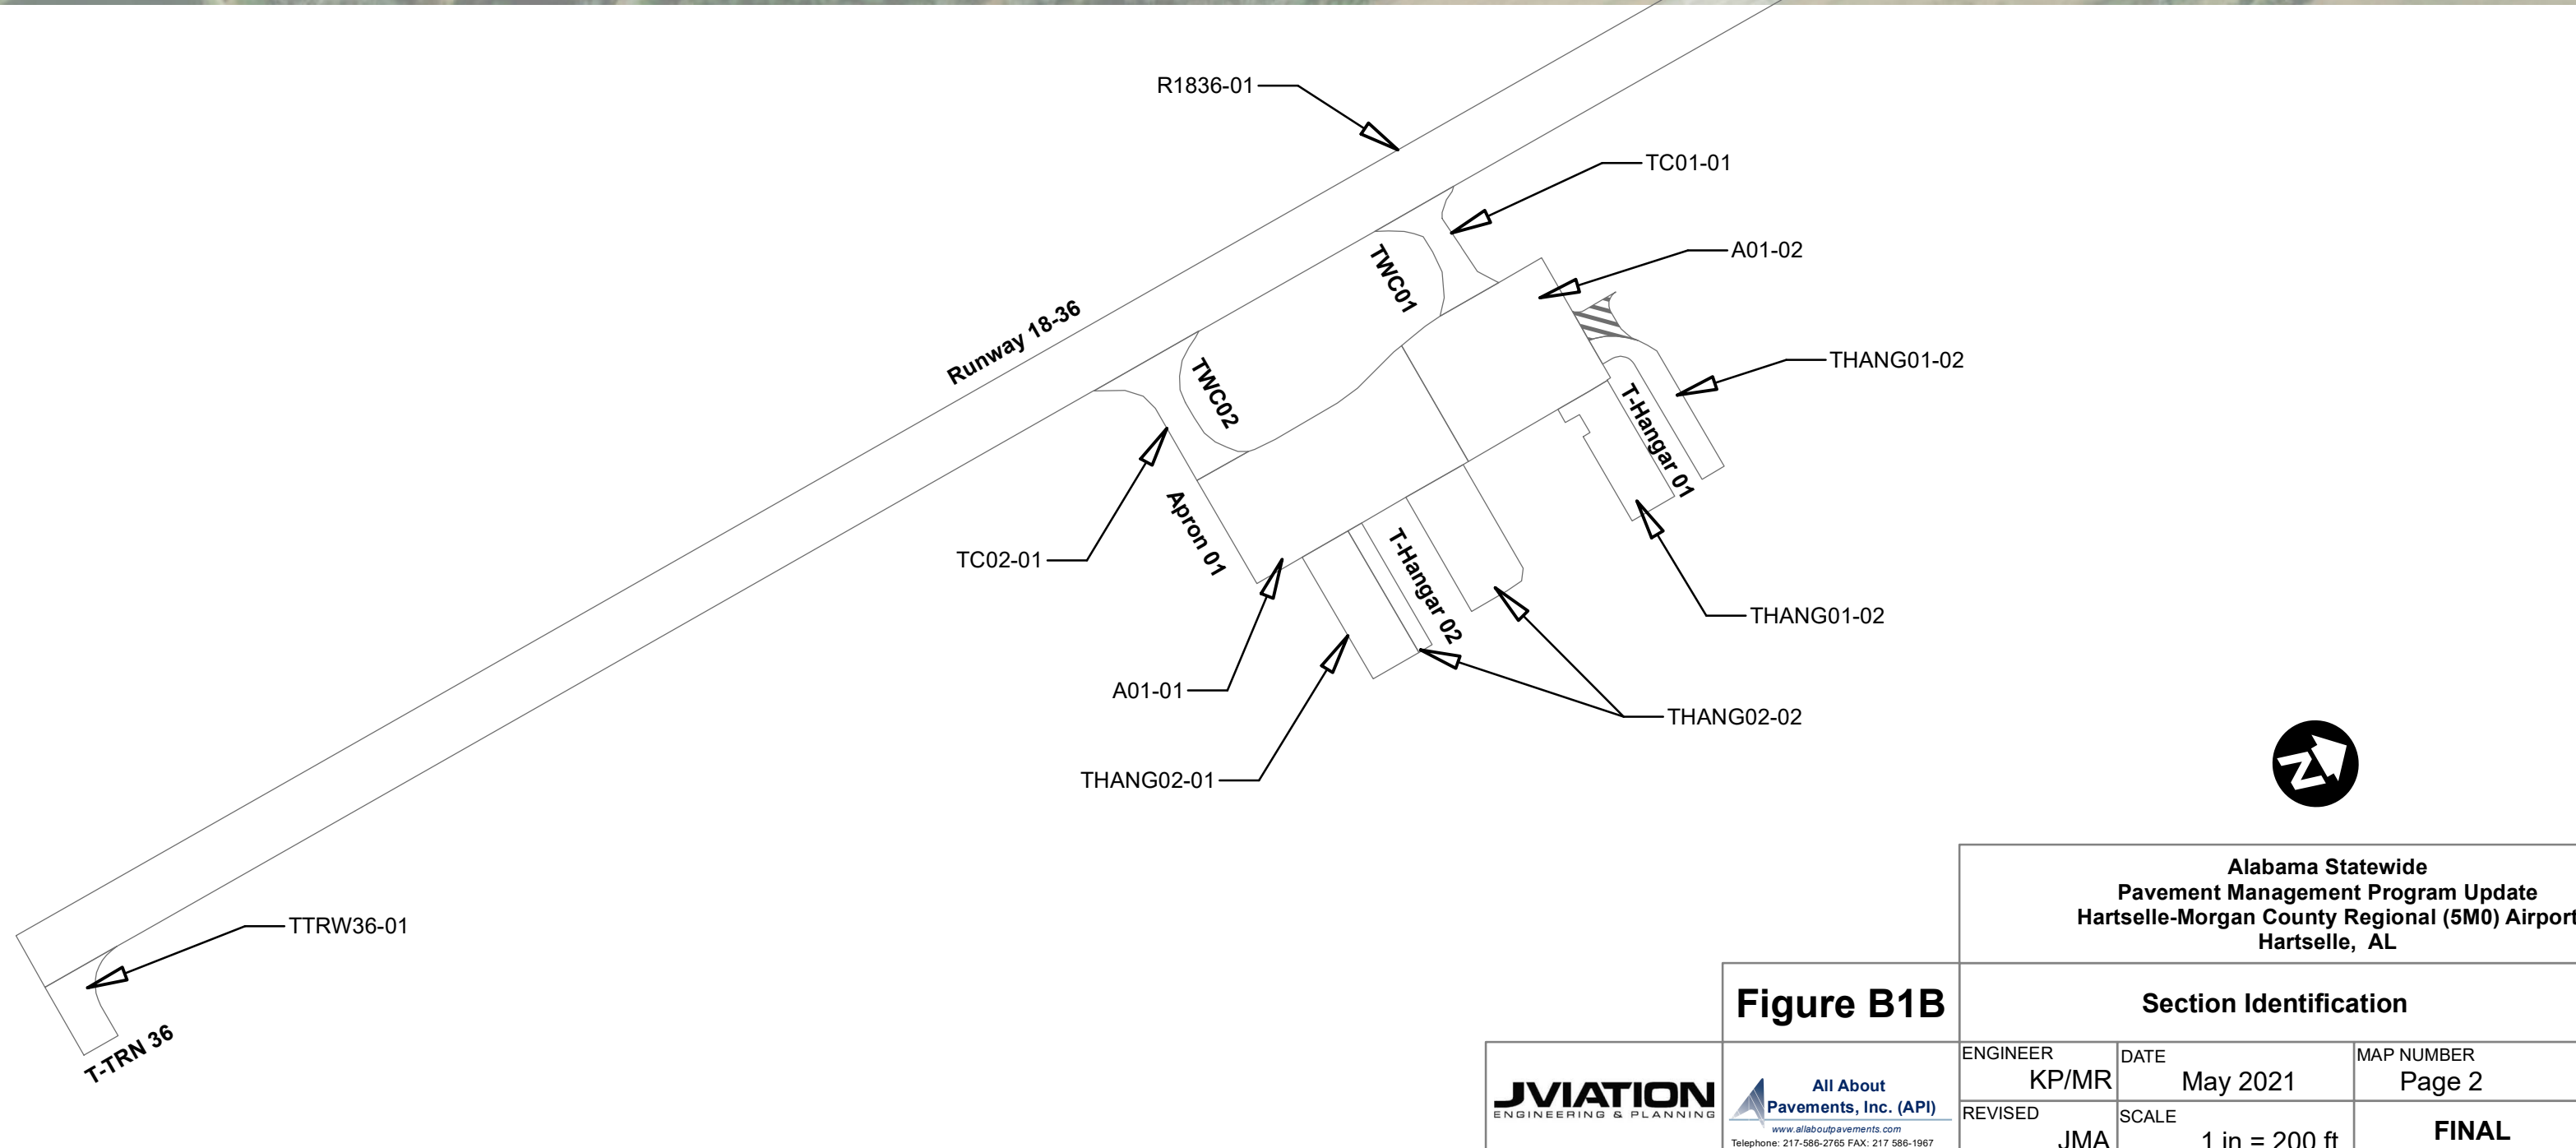 R1836-01
TC01-01
A01-02
TWC01
Runway 18-36
THANG01-02
TWC02
T-Hangar 01
Apron 01
TC02-01
T-Hangar 02
THANG01-02
A01-01
THANG02-02
THANG02-01
TTRW36-01
T-TRN 36
N
Alabama Statewide
Pavement Management Program Update
Hartselle-Morgan County Regional (5M0) Airport
Hartselle, AL
Figure B1B
Section Identification
ENGINEER
KP/MR
DATE
May 2021
MAP NUMBER
Page 2
JVIATION
ENGINEERING & PLANNING
All About
Pavements, Inc. (API)
www.allaboutpavements.com
Telephone: 217-586-2765 FAX: 217 586-1967
REVISED
JMA
SCALE
1 in = 200 ft
FINAL